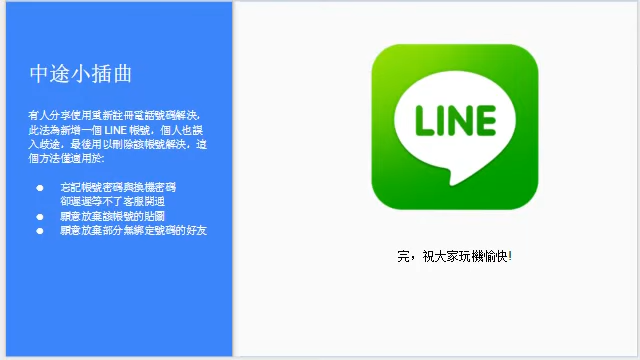 中途小插曲
有人分享使用重新註冊電話號碼解決，
此法為新增一個 LINE 帳號，個人也誤
入歧途，最後用以刪除該帳號解決，這
個方法僅適用於:
● 忘記帳號密碼與換機密碼
卻遲遲等不了客服開通
● 願意放棄該帳號的貼圖
● 願意放棄部分無綁定號碼的好友
LINE
完，祝大家玩機愉快!